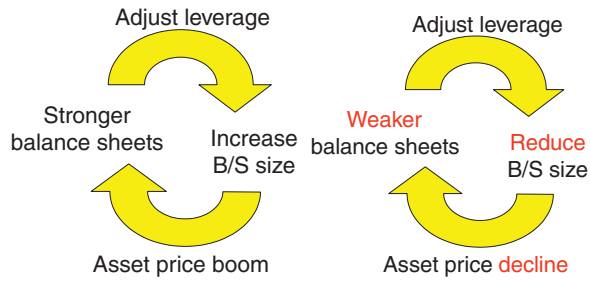 Adjust leverage
Stronger
balance sheets
Increase
B/S size
Asset price boom
Adjust leverage
Weaker
balance sheets
Reduce
B/S size
Asset price decline